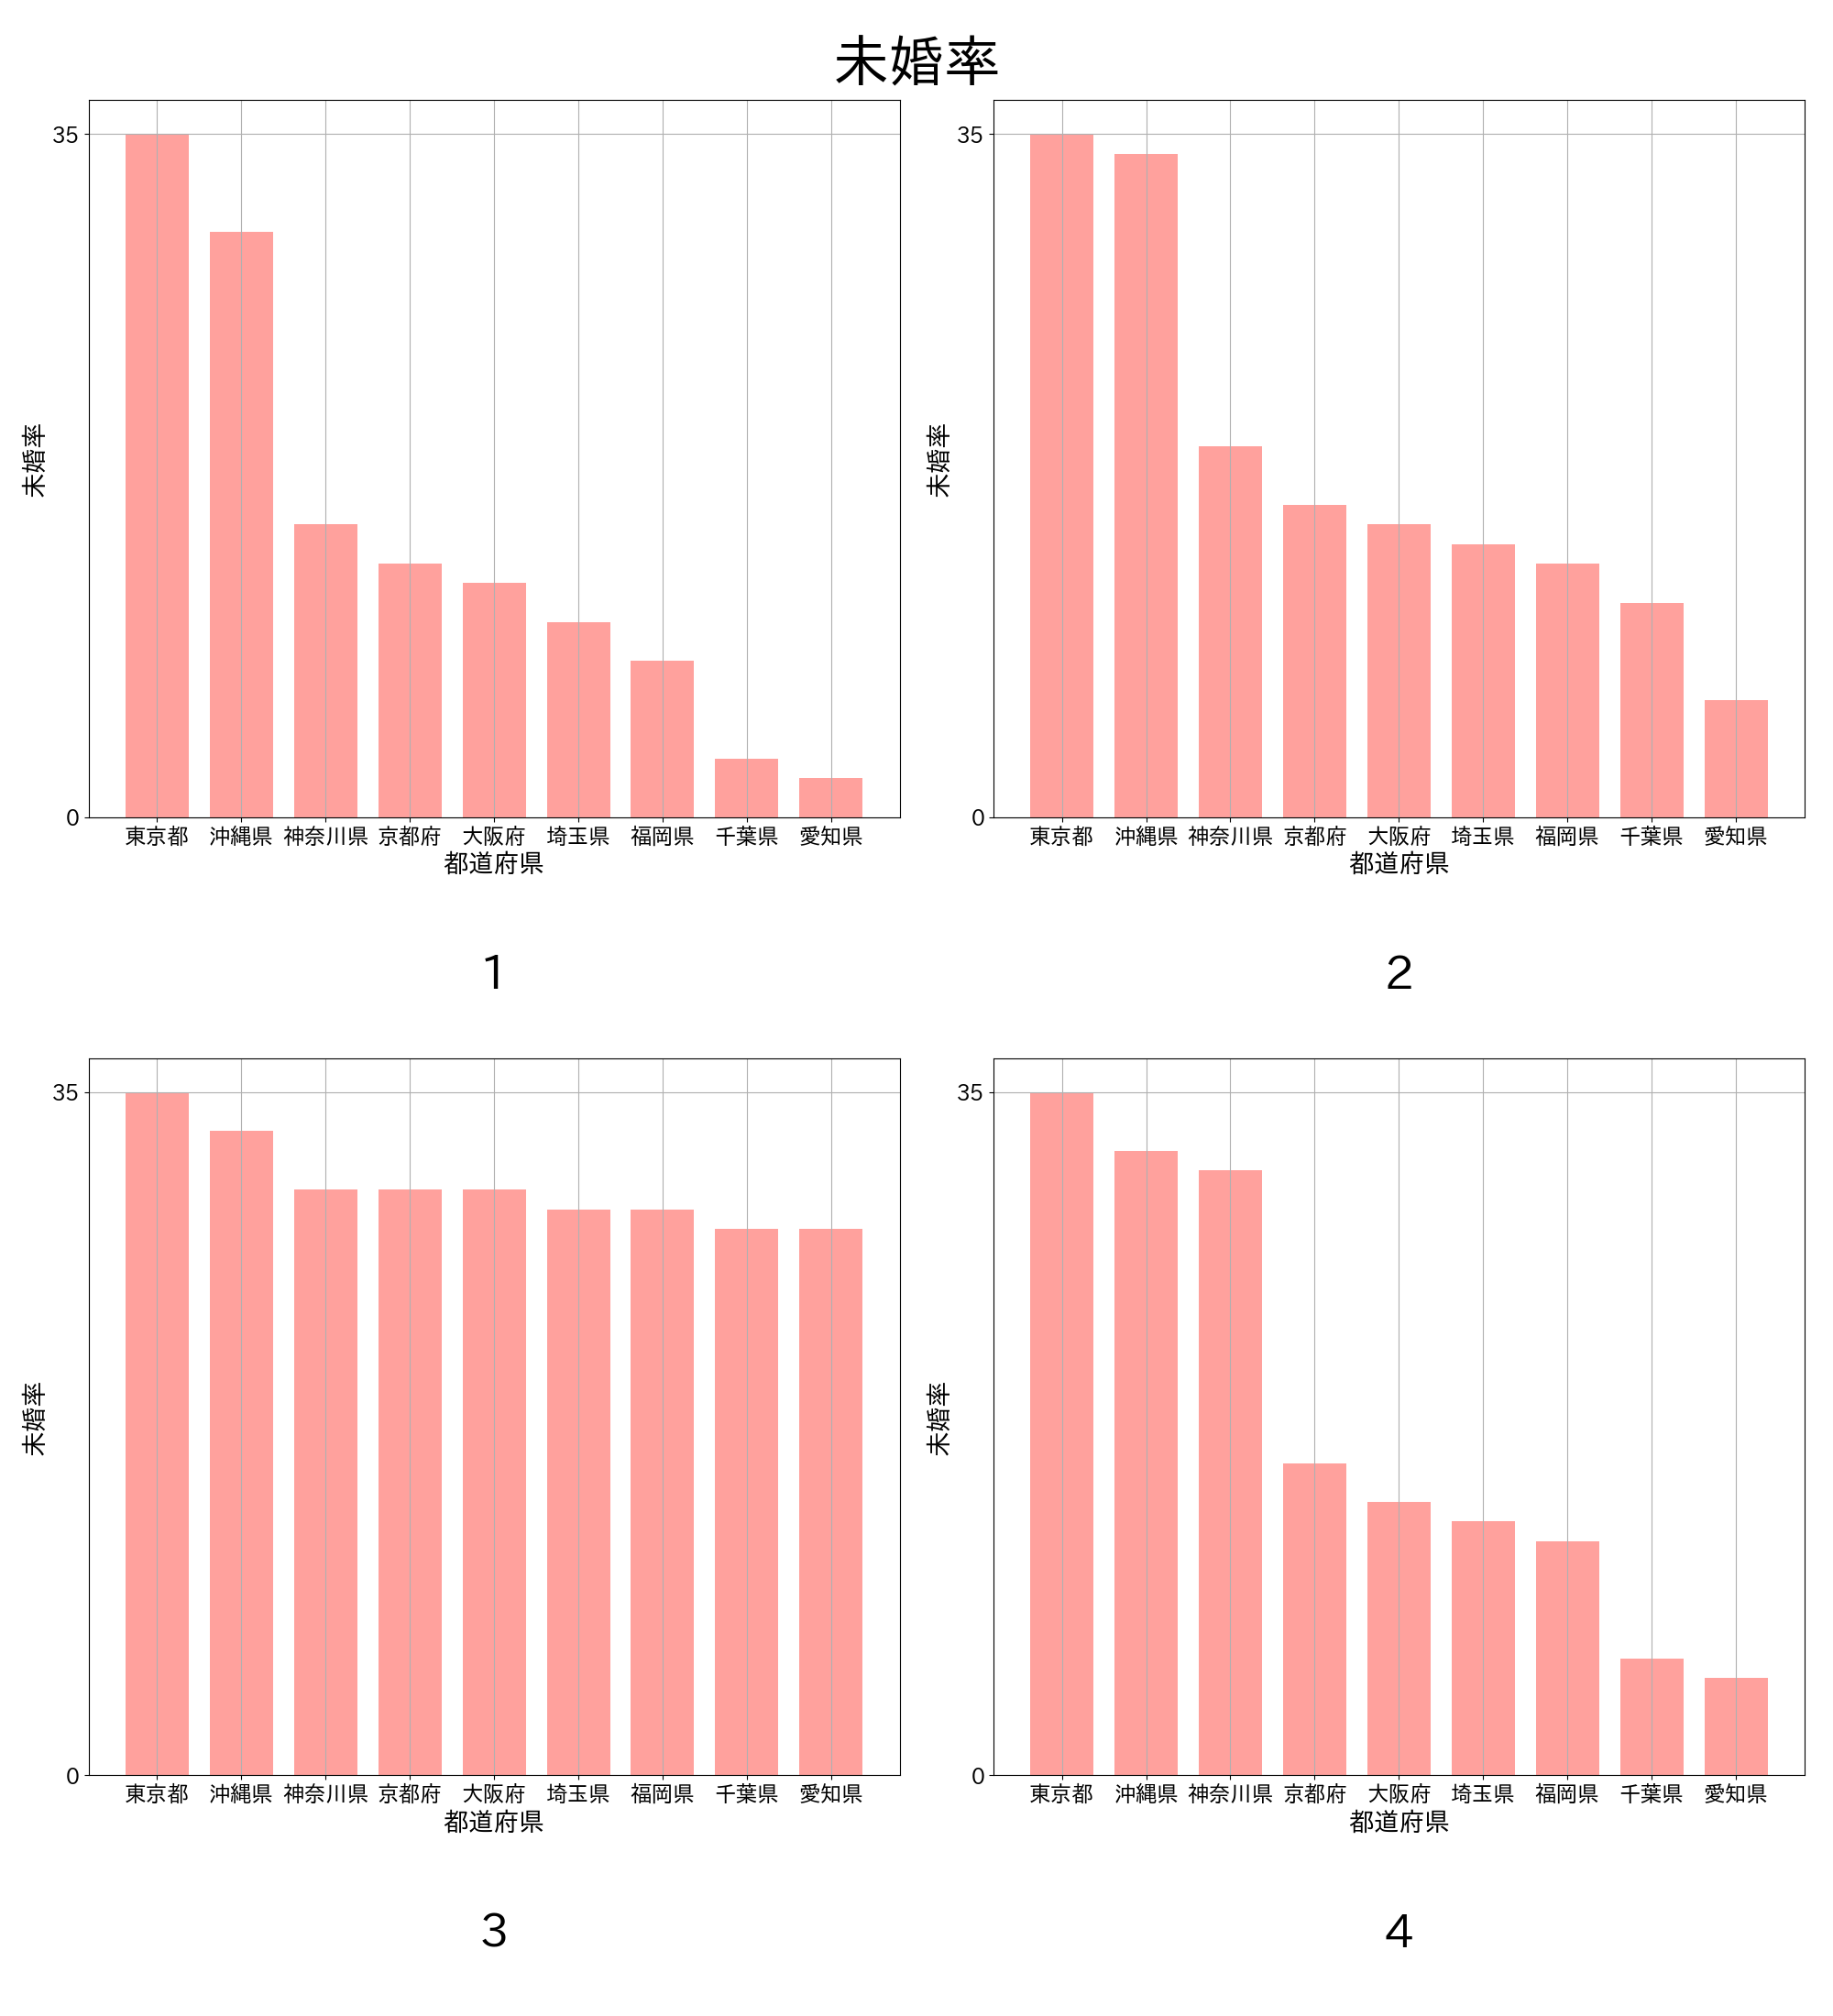 未婚率
35
0
未婚率
東京都 沖縄県 神奈川県 京都府 大阪府 埼玉県 福岡県 千葉県 愛知県
都道府県
1
35
0
未婚率
東京都 沖縄県 神奈川県 京都府 大阪府 埼玉県 福岡県 千葉県 愛知県
都道府県
2
35
0
未婚率
東京都 沖縄県 神奈川県 京都府 大阪府 埼玉県 福岡県 千葉県 愛知県
都道府県
3
35
0
未婚率
東京都 沖縄県 神奈川県 京都府 大阪府 埼玉県 福岡県 千葉県 愛知県
都道府県
4